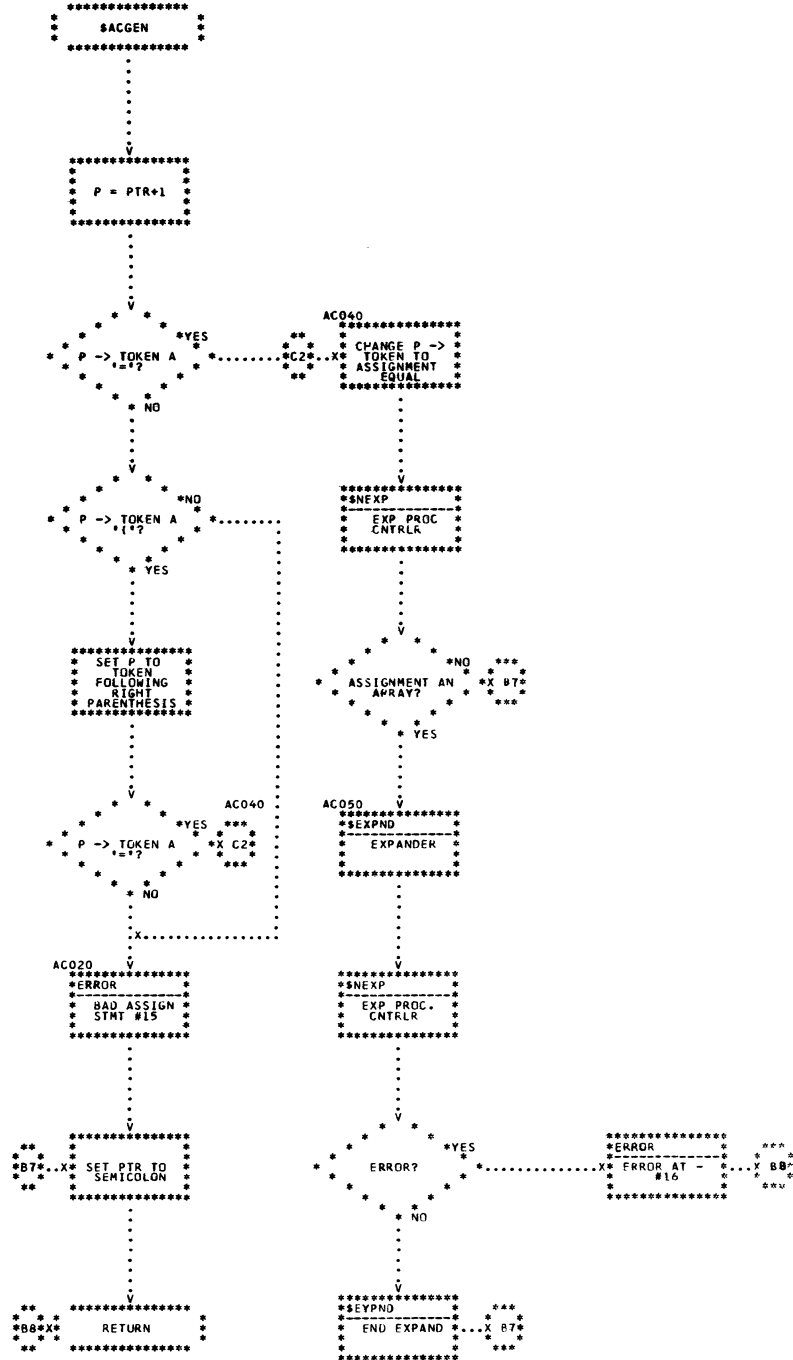 $ACGEN
P = PTR+1
P -> TOKEN A
'='?
YES
NO
C2
AC040
CHANGE P ->
TOKEN TO
ASSIGNMENT
EQUAL
P -> TOKEN A
'('?
NO
YES
$NEXP
EXP PROC
CNTRLR
SET P TO
TOKEN
FOLLOWING
RIGHT
PARENTHESIS
ASSIGNMENT AN
ARRAY?
NO
B7
YES
P -> TOKEN A
'='?
YES
AC040
C2
NO
AC050
$EXPND
EXPANDER
AC020
ERROR
BAD ASSIGN
STMT #15
$NEXP
EXP PROC.
CNTRLR
B7
SET PTR TO
SEMICOLON
ERROR?
YES
NO
ERROR
ERROR AT -
#16
B8
B8
RETURN
$EYPND
END EXPAND
B7